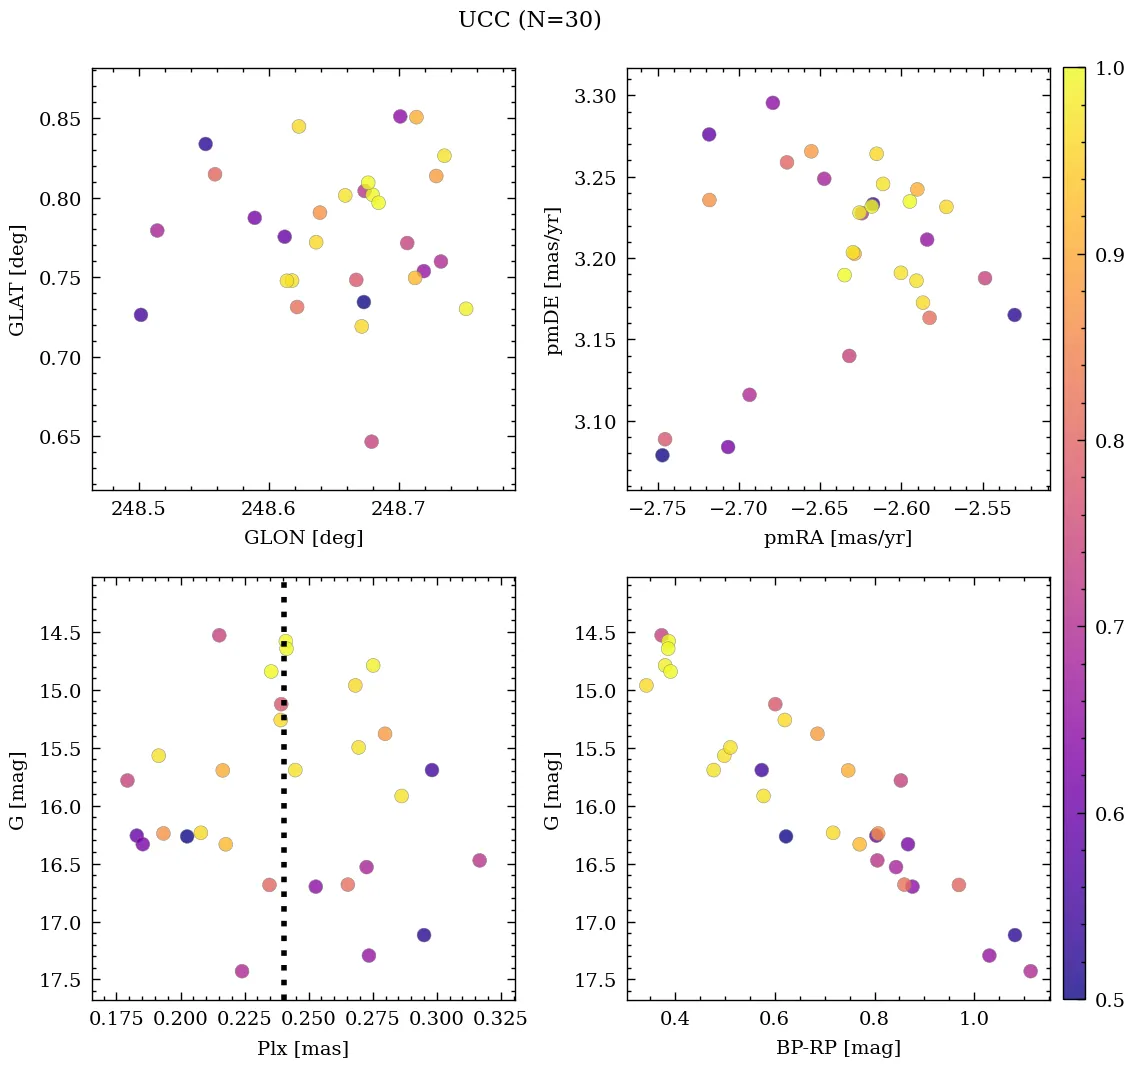 UCC (N=30)
0.85
0.80
0.75
0.70
0.65
GLAT [deg]
248.5 248.6 248.7
GLON [deg]
3.30
3.25
3.20
3.15
3.10
pmDE [mas/yr]
−2.75 −2.70 −2.65 −2.60 −2.55
pmRA [mas/yr]
14.5
15.0
15.5
16.0
16.5
17.0
17.5
G [mag]
0.175 0.200 0.225 0.250 0.275 0.300 0.325
Plx [mas]
14.5
15.0
15.5
16.0
16.5
17.0
17.5
G [mag]
0.4 0.6 0.8 1.0
BP-RP [mag]
1.0
0.9
0.8
0.7
0.6
0.5